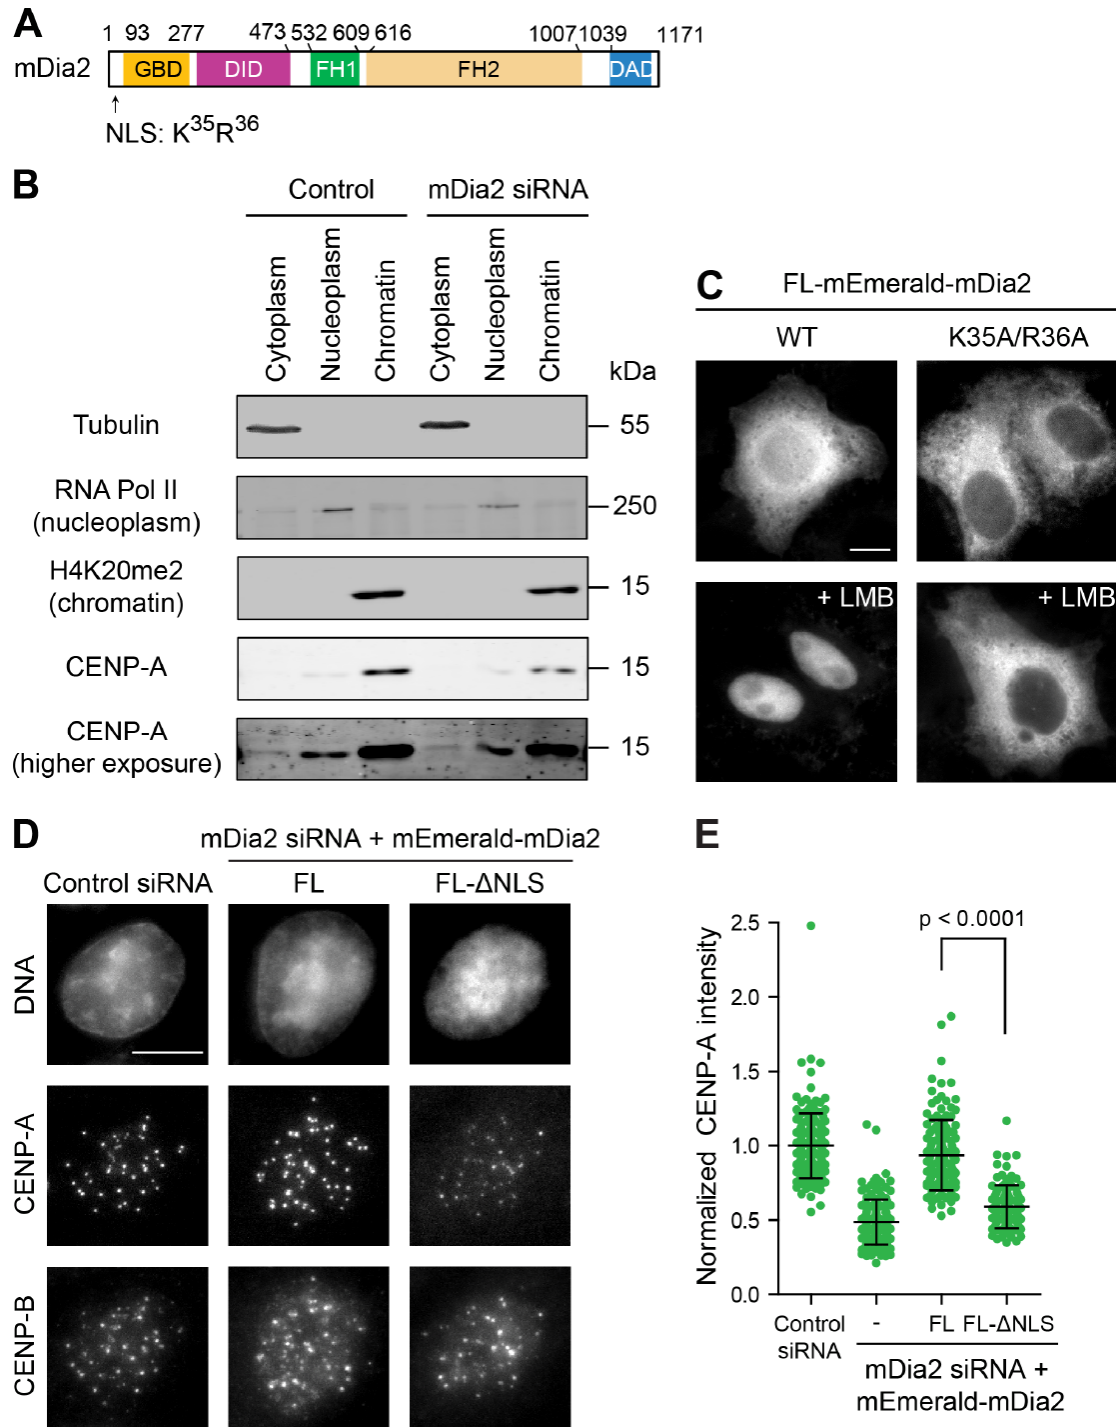 A
1 93 277 473 532 609 616 1007 1039 1171
mDia2 GBD DID FH1 FH2 DAD
↑
NLS: K³⁵R³⁶
B
Control mDia2 siRNA
Cytoplasm Nucleoplasm Chromatin Cytoplasm Nucleoplasm Chromatin
kDa
Tubulin 55
RNA Pol II
(nucleoplasm) 250
H4K20me2
(chromatin) 15
CENP-A 15
CENP-A
(higher exposure) 15
C
FL-mEmerald-mDia2
WT K35A/R36A
+ LMB + LMB
D
mDia2 siRNA + mEmerald-mDia2
Control siRNA FL FL-ΔNLS
DNA
CENP-A
CENP-B
E
p < 0.0001
Normalized CENP-A intensity
2.5
2.0
1.5
1.0
0.5
0.0
Control - FL FL-ΔNLS
siRNA
mDia2 siRNA +
mEmerald-mDia2